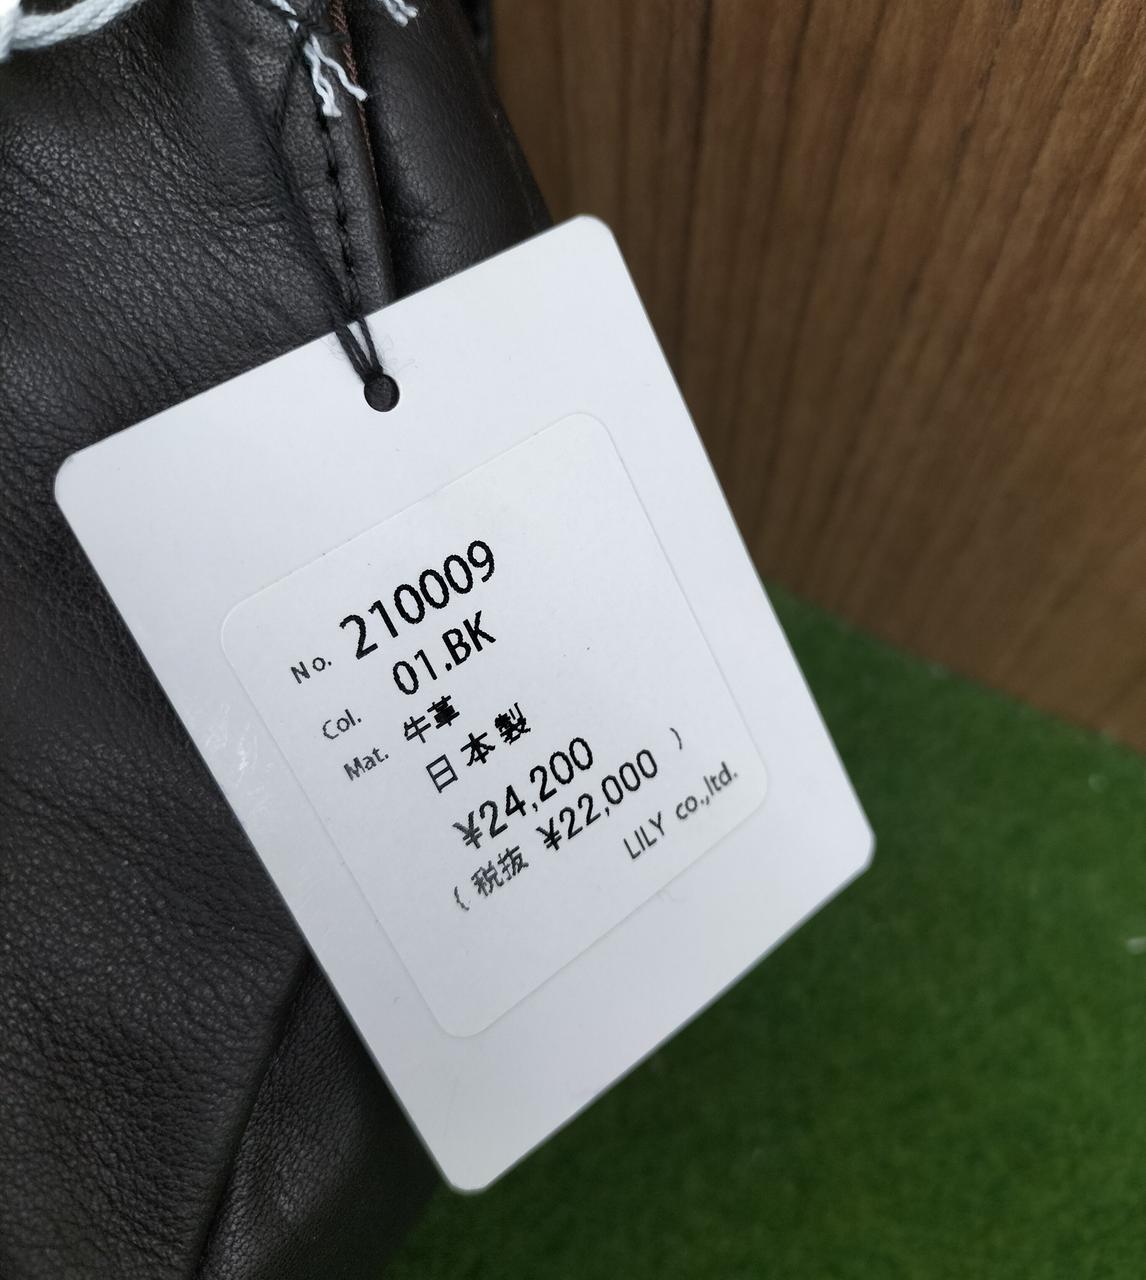 No. 210009
Col. 01.BK
Mat. 牛革
日本製
¥24,200
(税抜 ¥22,000 )
LILY co.,ltd.